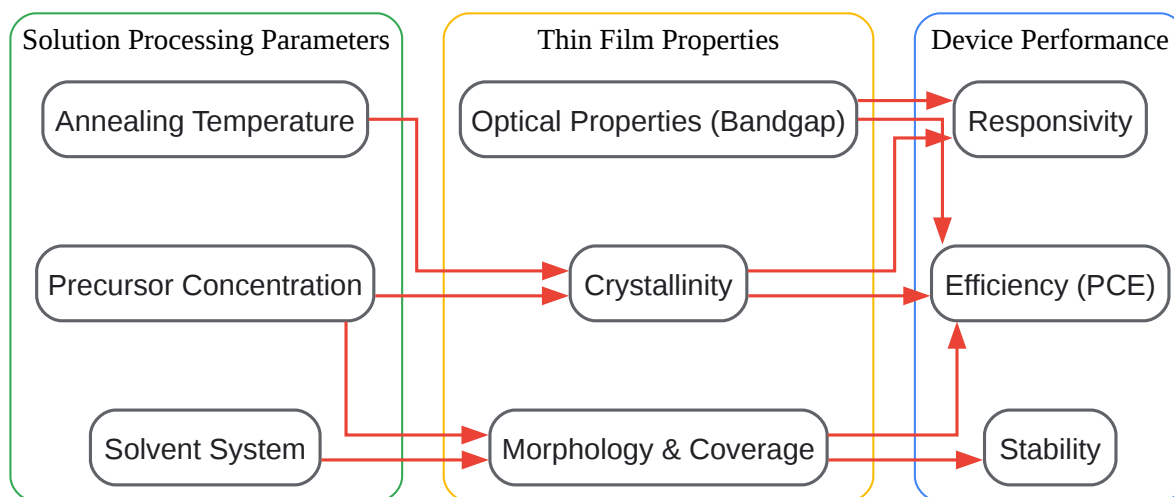 Solution Processing Parameters
Thin Film Properties
Device Performance
Annealing Temperature
Optical Properties (Bandgap)
Responsivity
Precursor Concentration
Crystallinity
Efficiency (PCE)
Solvent System
Morphology & Coverage
Stability